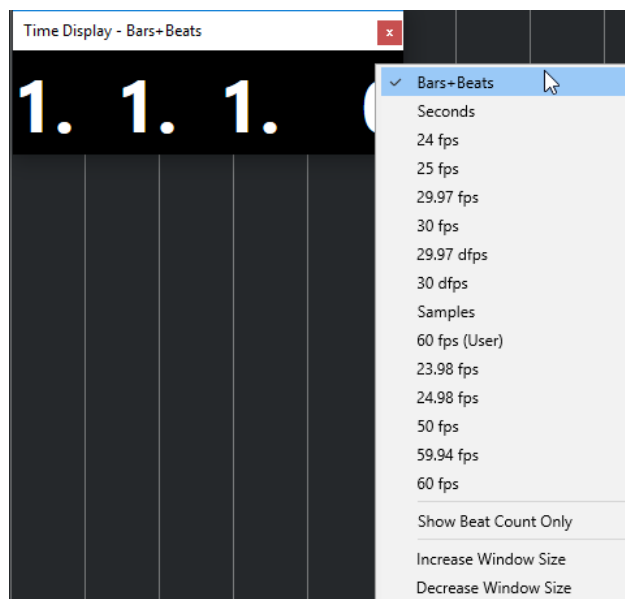 Time Display - Bars+Beats
x
1. 1. 1.
Bars+Beats
Seconds
24 fps
25 fps
29.97 fps
30 fps
29.97 dfps
30 dfps
Samples
60 fps (User)
23.98 fps
24.98 fps
50 fps
59.94 fps
60 fps
Show Beat Count Only
Increase Window Size
Decrease Window Size